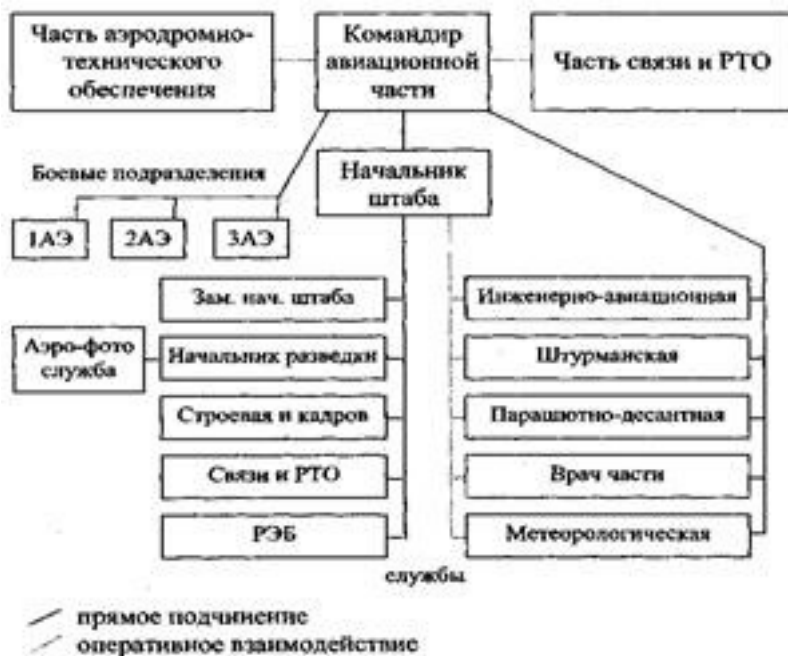 Часть аэродромно-
технического
обеспечения
Командир
авиационной
части
Часть связи и РТО
Боевые подразделения
Начальник
штаба
1АЭ
2АЭ
3АЭ
Зам. нач. штаба
Инженерно-авиационная
Аэро-фото
служба
Начальник разведки
Штурманская
Строевая и кадров
Парашютно-десантная
Связи и РТО
Врач части
РЭБ
Метеорологическая
службы
прямое подчинение
оперативное взаимодействие